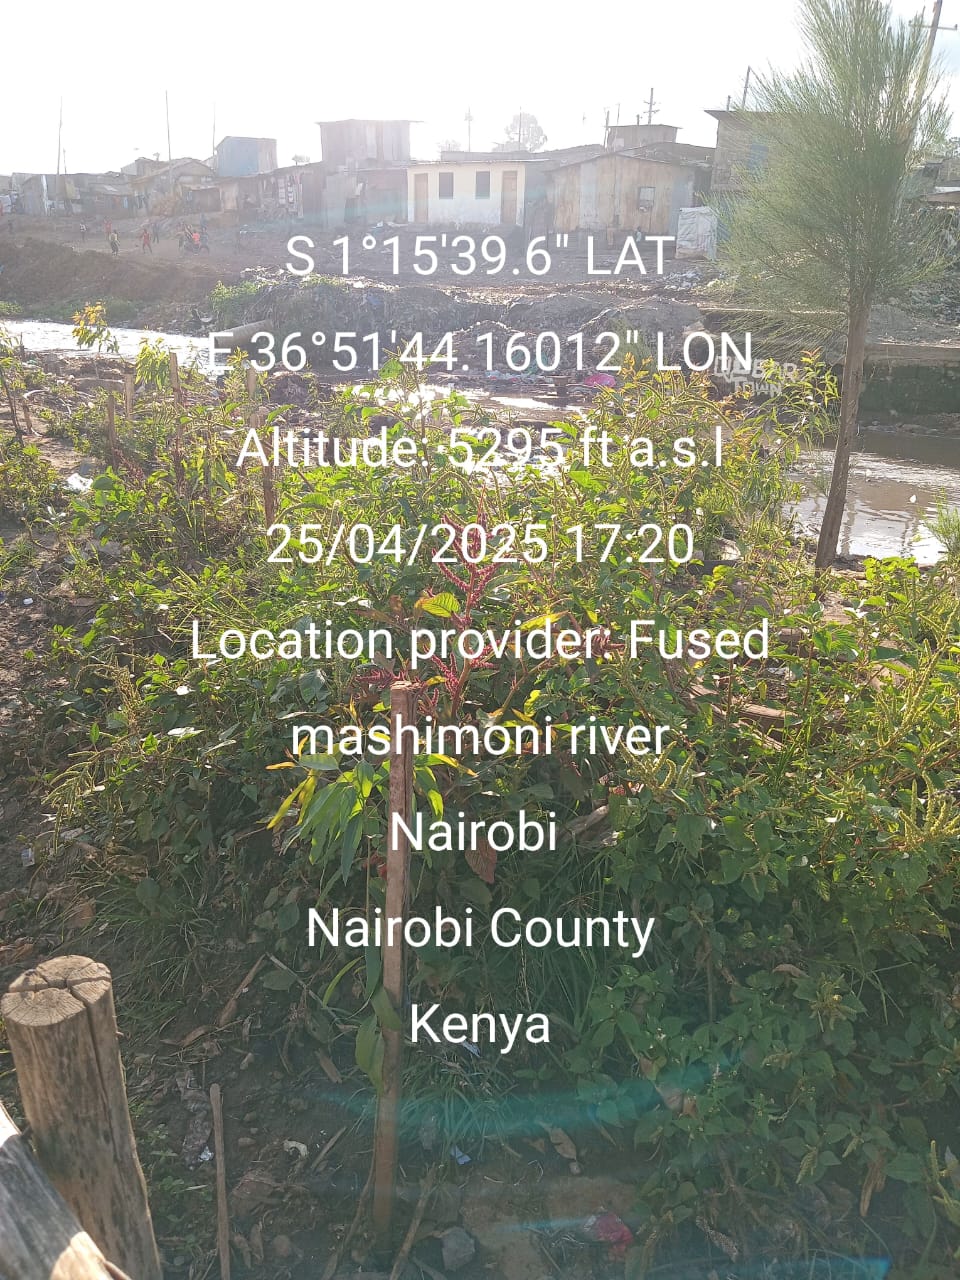 S 1°15'39.6" LAT
E 36°51'44.16012" LON
Altitude: 5295 ft a.s.l
25/04/2025 17:20
Location provider: Fused
mashimoni river
Nairobi
Nairobi County
Kenya